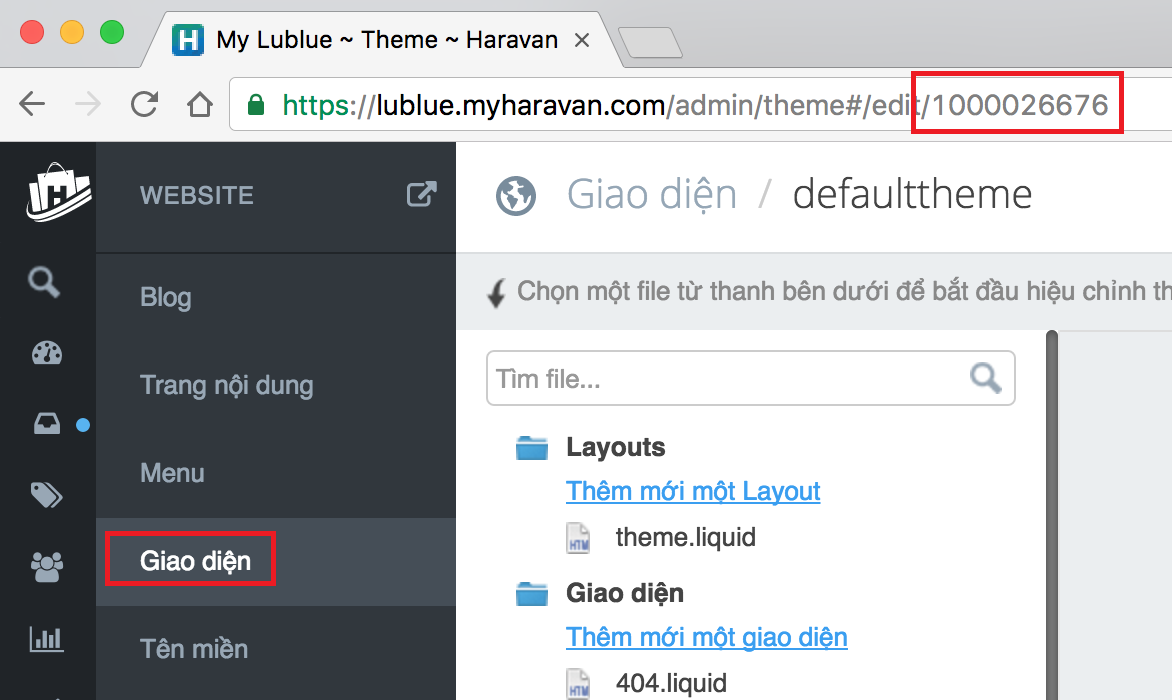 My Lublue ~ Theme ~ Haravan
https://lublue.myharavan.com/admin/theme#/edit/1000026676
H
WEBSITE
Blog
Trang nội dung
Menu
Giao diện
Tên miền
Giao diện / defaulttheme
Chọn một file từ thanh bên dưới để bắt đầu hiệu chỉnh th
Tìm file...
Layouts
Thêm mới một Layout
HTM theme.liquid
Giao diện
Thêm mới một giao diện
HTM 404.liquid